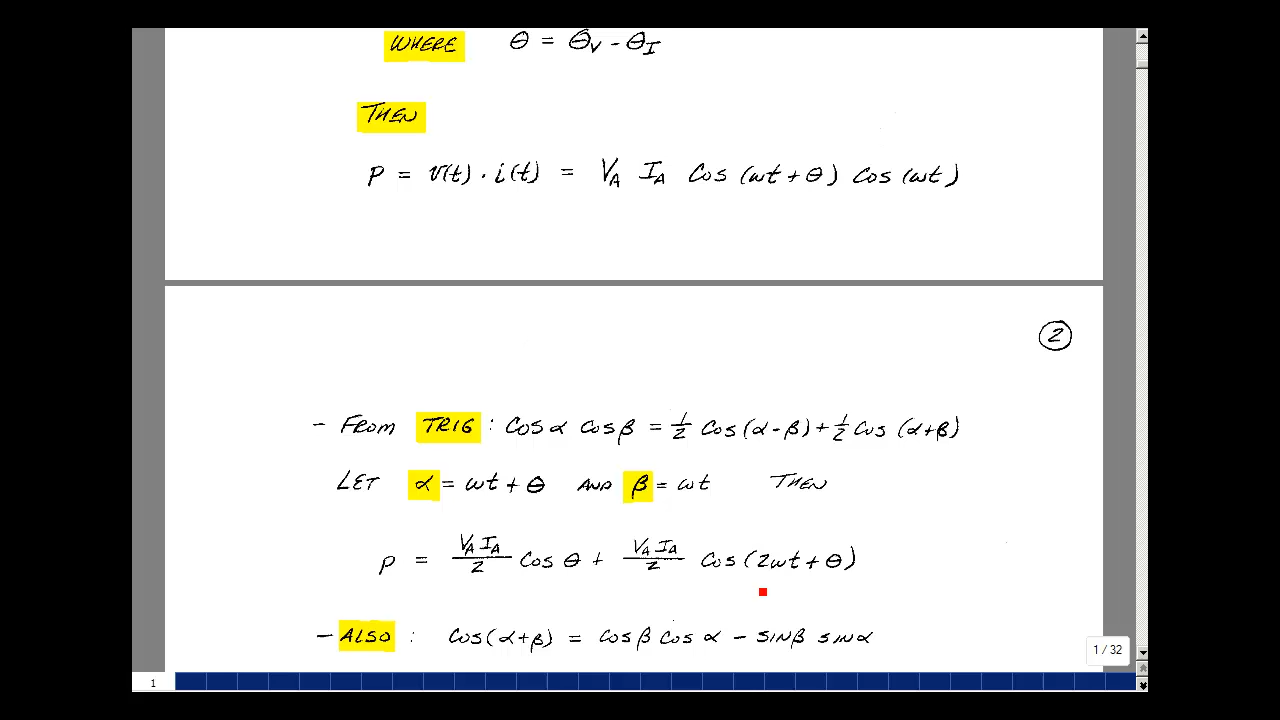 WHERE θ = θV - θI
THEN
p = v(t) · i(t) = VA IA cos (ωt + θ) cos (ωt)
2
- FROM TRIG : cos α cos β = 1/2 cos (α - β) + 1/2 cos (α + β)
LET α = ωt + θ AND β = ωt THEN
p = VA IA / 2 cos θ + VA IA / 2 cos (2ωt + θ)
- ALSO : cos (α + β) = cos β cos α - sin β sin α
1 / 32
1